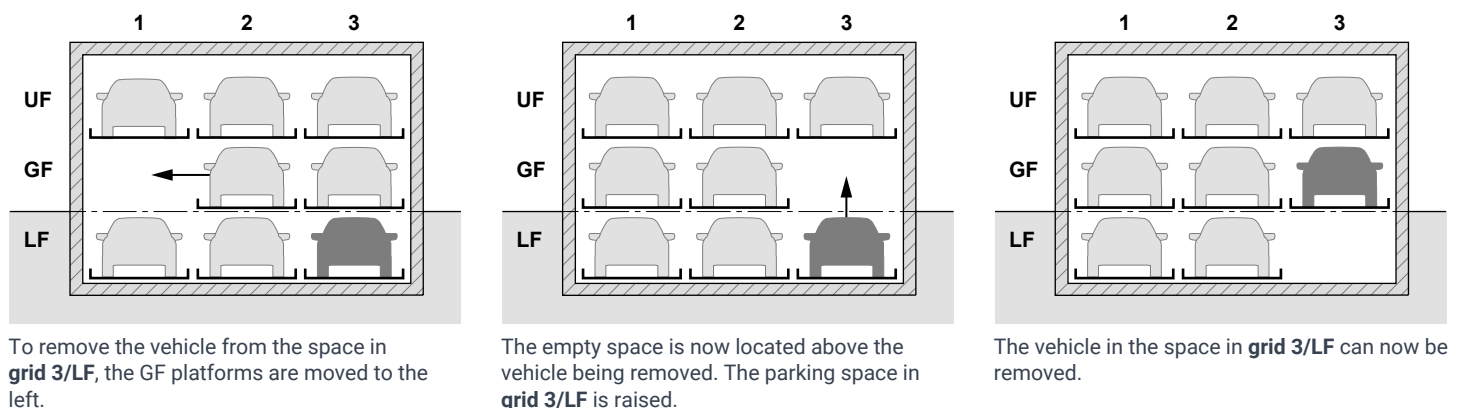 1 2 3
UF
GF
LF
To remove the vehicle from the space in
grid 3/LF, the GF platforms are moved to the
left.
1 2 3
UF
GF
LF
The empty space is now located above the
vehicle being removed. The parking space in
grid 3/LF is raised.
1 2 3
UF
GF
LF
The vehicle in the space in grid 3/LF can now be
removed.